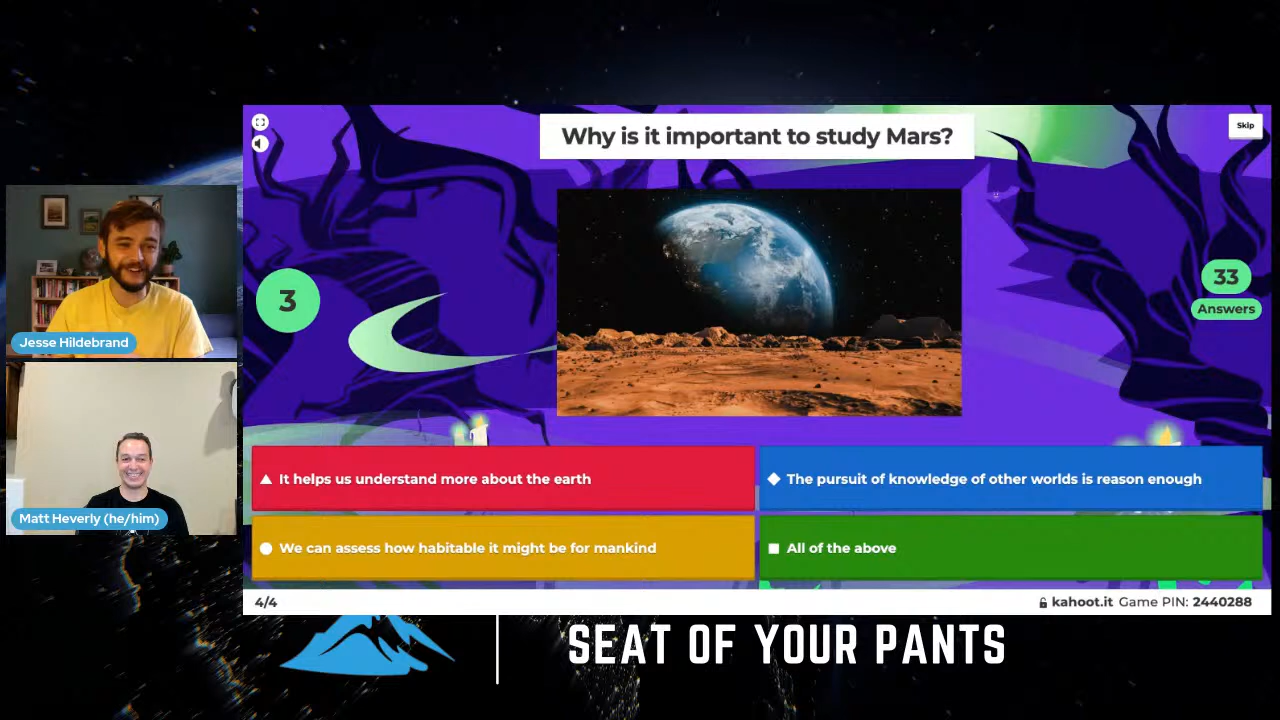 Why is it important to study Mars?
Skip
3
33
Answers
Jesse Hildebrand
Matt Heverly (he/him)
It helps us understand more about the earth
The pursuit of knowledge of other worlds is reason enough
We can assess how habitable it might be for mankind
All of the above
4/4
kahoot.it Game PIN: 2440288
SEAT OF YOUR PANTS